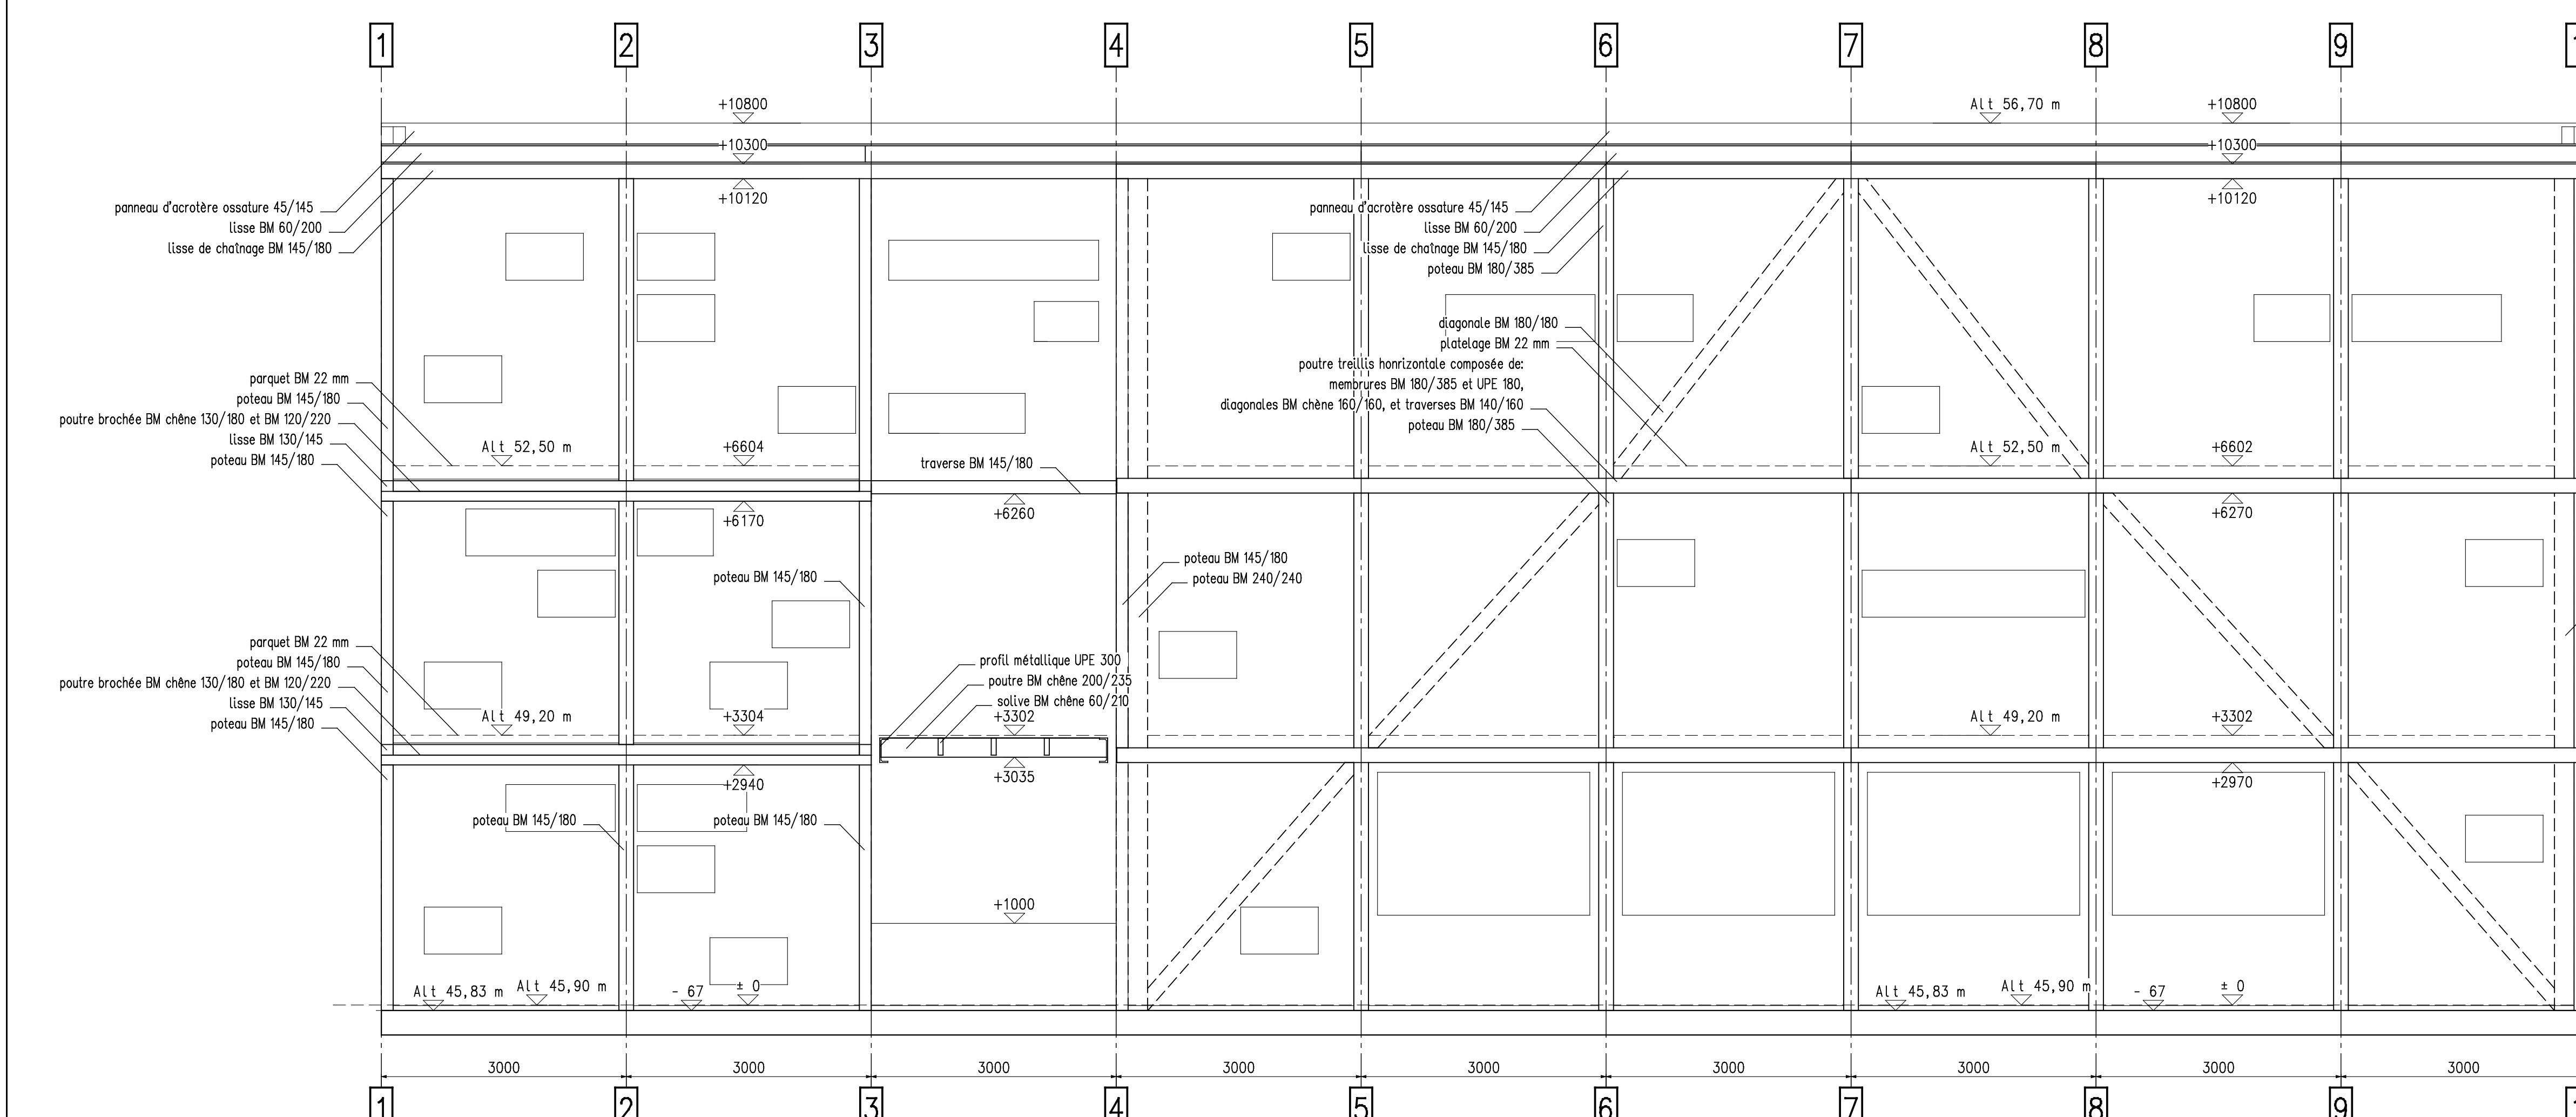 1 2 3 4 5 6 7 8 9
+10800
Alt 56,70 m
+10800
+10300
+10300
+10120
+10120
panneau d'acrotère ossature 45/145
lisse BM 60/200
lisse de chaînage BM 145/180
panneau d'acrotère ossature 45/145
lisse BM 60/200
lisse de chaînage BM 145/180
poteau BM 180/385
diagonale BM 180/180
platelage BM 22 mm
poutre treillis honrizontale composée de:
membrures BM 180/385 et UPE 180,
diagonales BM chène 160/160, et traverses BM 140/160
poteau BM 180/385
parquet BM 22 mm
poteau BM 145/180
poutre brochée BM chêne 130/180 et BM 120/220
lisse BM 130/145
poteau BM 145/180
Alt 52,50 m
+6604
traverse BM 145/180
Alt 52,50 m
+6602
+6170
+6260
+6270
poteau BM 145/180
poteau BM 145/180
poteau BM 240/240
parquet BM 22 mm
poteau BM 145/180
poutre brochée BM chêne 130/180 et BM 120/220
lisse BM 130/145
poteau BM 145/180
profil métallique UPE 300
poutre BM chêne 200/235
solive BM chêne 60/210
Alt 49,20 m
+3304
+3302
Alt 49,20 m
+3302
+2940
+3035
+2970
poteau BM 145/180
poteau BM 145/180
+1000
Alt 45,83 m
Alt 45,90 m
- 67
± 0
Alt 45,83 m
Alt 45,90 m
- 67
± 0
3000 3000 3000 3000 3000 3000 3000 3000 3000
1 2 3 4 5 6 7 8 9